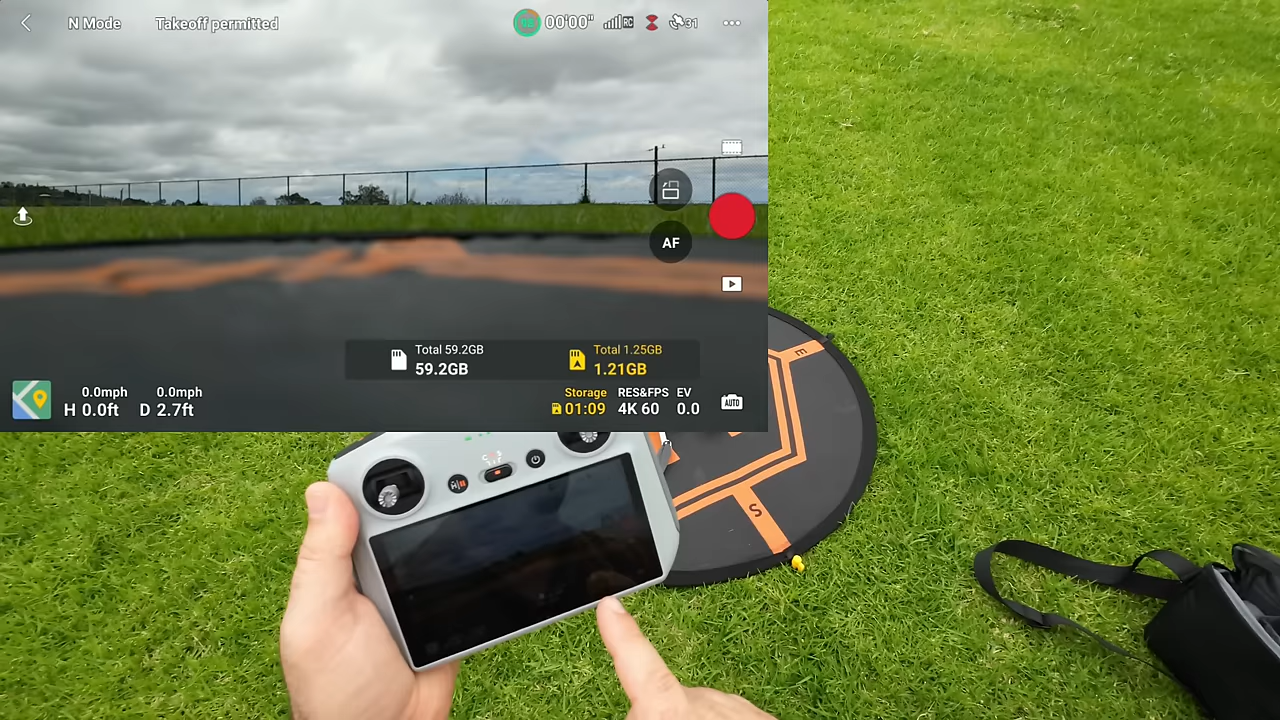 N Mode Takeoff permitted 00'00" RC 31
AF
Total 59.2GB Total 1.25GB
59.2GB 1.21GB
0.0mph 0.0mph
H 0.0ft D 2.7ft
Storage RES&FPS EV
01:09 4K 60 0.0
AUTO
E
S